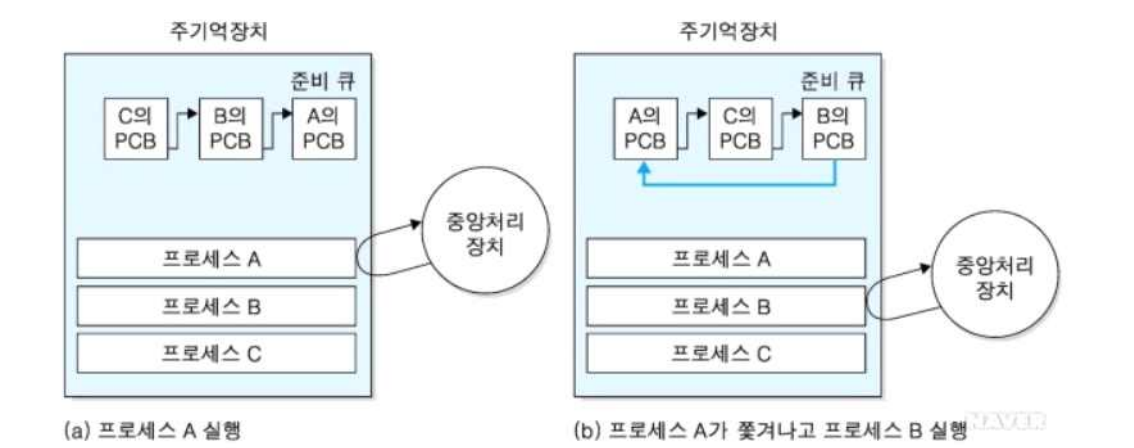 주기억장치
준비 큐
C의
PCB
B의
PCB
A의
PCB
중앙처리
장치
프로세스 A
프로세스 B
프로세스 C
(a) 프로세스 A 실행
주기억장치
준비 큐
A의
PCB
C의
PCB
B의
PCB
프로세스 A
중앙처리
장치
프로세스 B
프로세스 C
(b) 프로세스 A가 쫓겨나고 프로세스 B 실행
NAVER